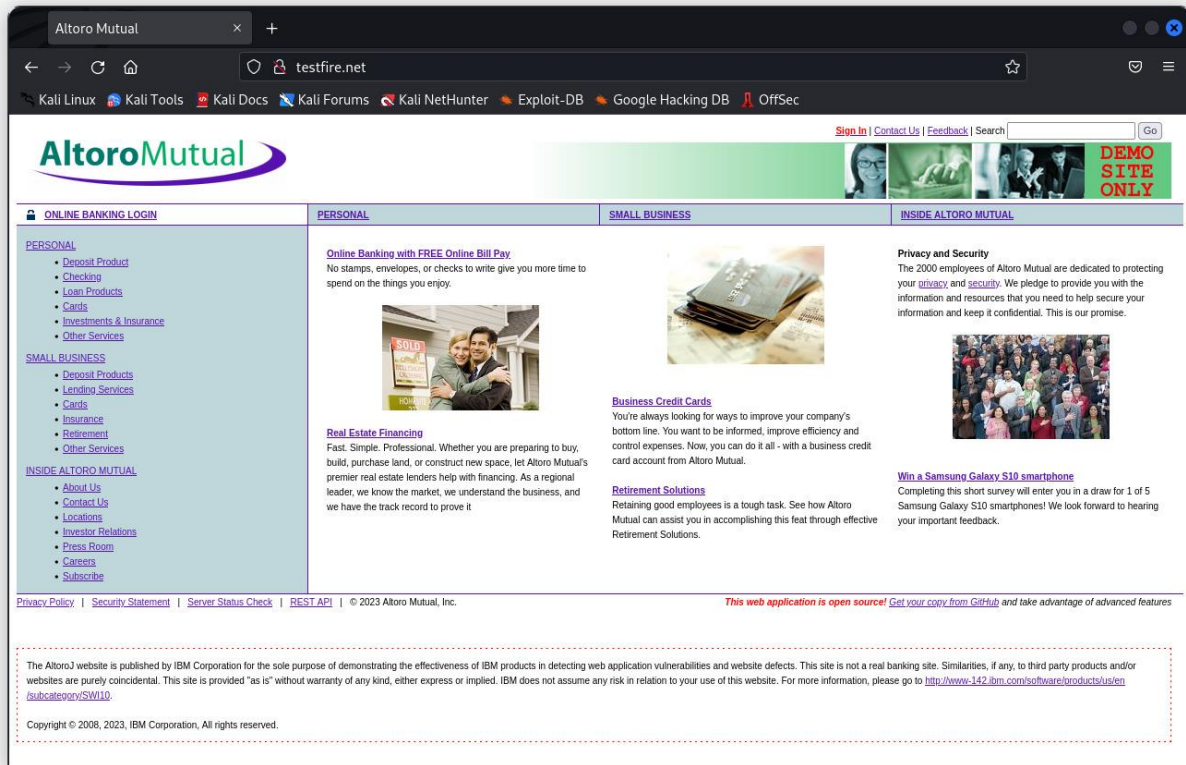 Altoro Mutual
testfire.net
Kali Linux Kali Tools Kali Docs Kali Forums Kali NetHunter Exploit-DB Google Hacking DB OffSec
Sign In | Contact Us | Feedback | Search Go
AltoroMutual
DEMO
SITE
ONLY
ONLINE BANKING LOGIN
PERSONAL
SMALL BUSINESS
INSIDE ALTORO MUTUAL
PERSONAL
Deposit Product
Checking
Loan Products
Cards
Investments & Insurance
Other Services
SMALL BUSINESS
Deposit Products
Lending Services
Cards
Insurance
Retirement
Other Services
INSIDE ALTORO MUTUAL
About Us
Contact Us
Locations
Investor Relations
Press Room
Careers
Subscribe
Online Banking with FREE Online Bill Pay
No stamps, envelopes, or checks to write give you more time to
spend on the things you enjoy.
SOLD
Real Estate Financing
Fast. Simple. Professional. Whether you are preparing to buy,
build, purchase land, or construct new space, let Altoro Mutual's
premier real estate lenders help with financing. As a regional
leader, we know the market, we understand the business, and
we have the track record to prove it
Business Credit Cards
You're always looking for ways to improve your company's
bottom line. You want to be informed, improve efficiency and
control expenses. Now, you can do it all - with a business credit
card account from Altoro Mutual.
Retirement Solutions
Retaining good employees is a tough task. See how Altoro
Mutual can assist you in accomplishing this feat through effective
Retirement Solutions.
Privacy and Security
The 2000 employees of Altoro Mutual are dedicated to protecting
your privacy and security. We pledge to provide you with the
information and resources that you need to help secure your
information and keep it confidential. This is our promise.
Win a Samsung Galaxy S10 smartphone
Completing this short survey will enter you in a draw for 1 of 5
Samsung Galaxy S10 smartphones! We look forward to hearing
your important feedback.
Privacy Policy | Security Statement | Server Status Check | REST API | © 2023 Altoro Mutual, Inc.
This web application is open source! Get your copy from GitHub and take advantage of advanced features
The AltoroJ website is published by IBM Corporation for the sole purpose of demonstrating the effectiveness of IBM products in detecting web application vulnerabilities and website defects. This site is not a real banking site. Similarities, if any, to third party products and/or
websites are purely coincidental. This site is provided "as is" without warranty of any kind, either express or implied. IBM does not assume any risk in relation to your use of this website. For more information, please go to http://www-142.ibm.com/software/products/us/en
/subcategory/SWI10.
Copyright © 2008, 2023, IBM Corporation, All rights reserved.